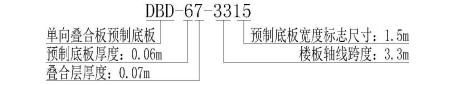 DBD-67-3315
单向叠合板预制底板
预制底板厚度: 0.06m
叠合层厚度: 0.07m
预制底板宽度标志尺寸: 1.5m
楼板轴线跨度: 3.3m